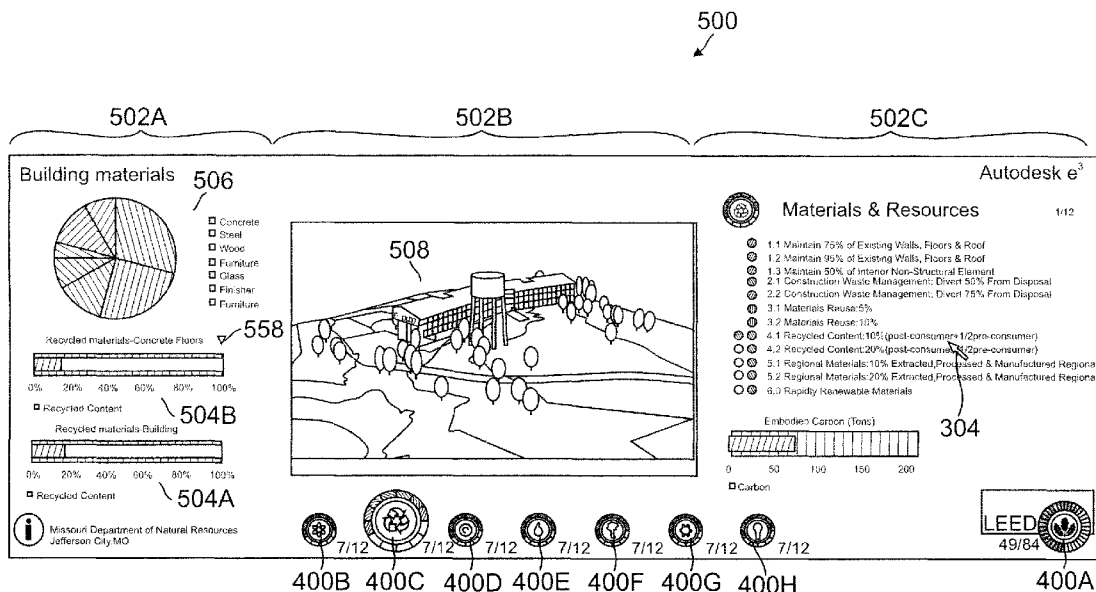 500
502A
502B
502C
Building materials
506
Concrete
Steel
Wood
Furniture
Glass
Finisher
Furniture
558
Recycled materials-Concrete Floors
0% 20% 40% 60% 80% 100%
Recycled Content
504B
Recycled materials-Building
0% 20% 40% 60% 80% 100%
Recycled Content
504A
i
Missouri Department of Natural Resources
Jefferson City,MO
508
Autodesk e³
Materials & Resources
1/12
1.1 Maintain 75% of Existing Walls, Floors & Roof
1.2 Maintain 95% of Existing Walls, Floors & Roof
1.3 Maintain 50% of Interior Non-Structural Element
2.1 Construction Waste Management; Divert 50% From Disposal
2.2 Construction Waste Management; Divert 75% From Disposal
3.1 Materials Reuse:5%
3.2 Materials Reuse:10%
4.1 Recycled Content:10%(post-consumer+1/2pre-consumer)
4.2 Recycled Content:20%(post-consumer+1/2pre-consumer)
5.1 Regional Materials:10% Extracted,Processed & Manufactured Regiona
5.2 Regional Materials:20% Extracted,Processed & Manufactured Regiona
6.0 Rapidly Renewable Materials
304
Embodied Carbon (Tons)
0 50 100 150 200
Carbon
7/12 7/12 7/12 7/12 7/12 7/12 7/12
LEED
49/84
400B 400C 400D 400E 400F 400G 400H 400A